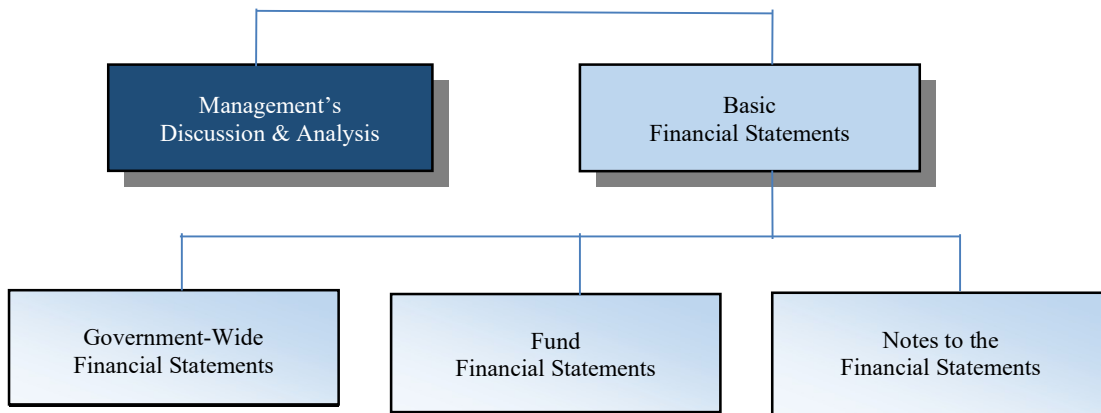 Management’s
Discussion & Analysis
Basic
Financial Statements
Government-Wide
Financial Statements
Fund
Financial Statements
Notes to the
Financial Statements